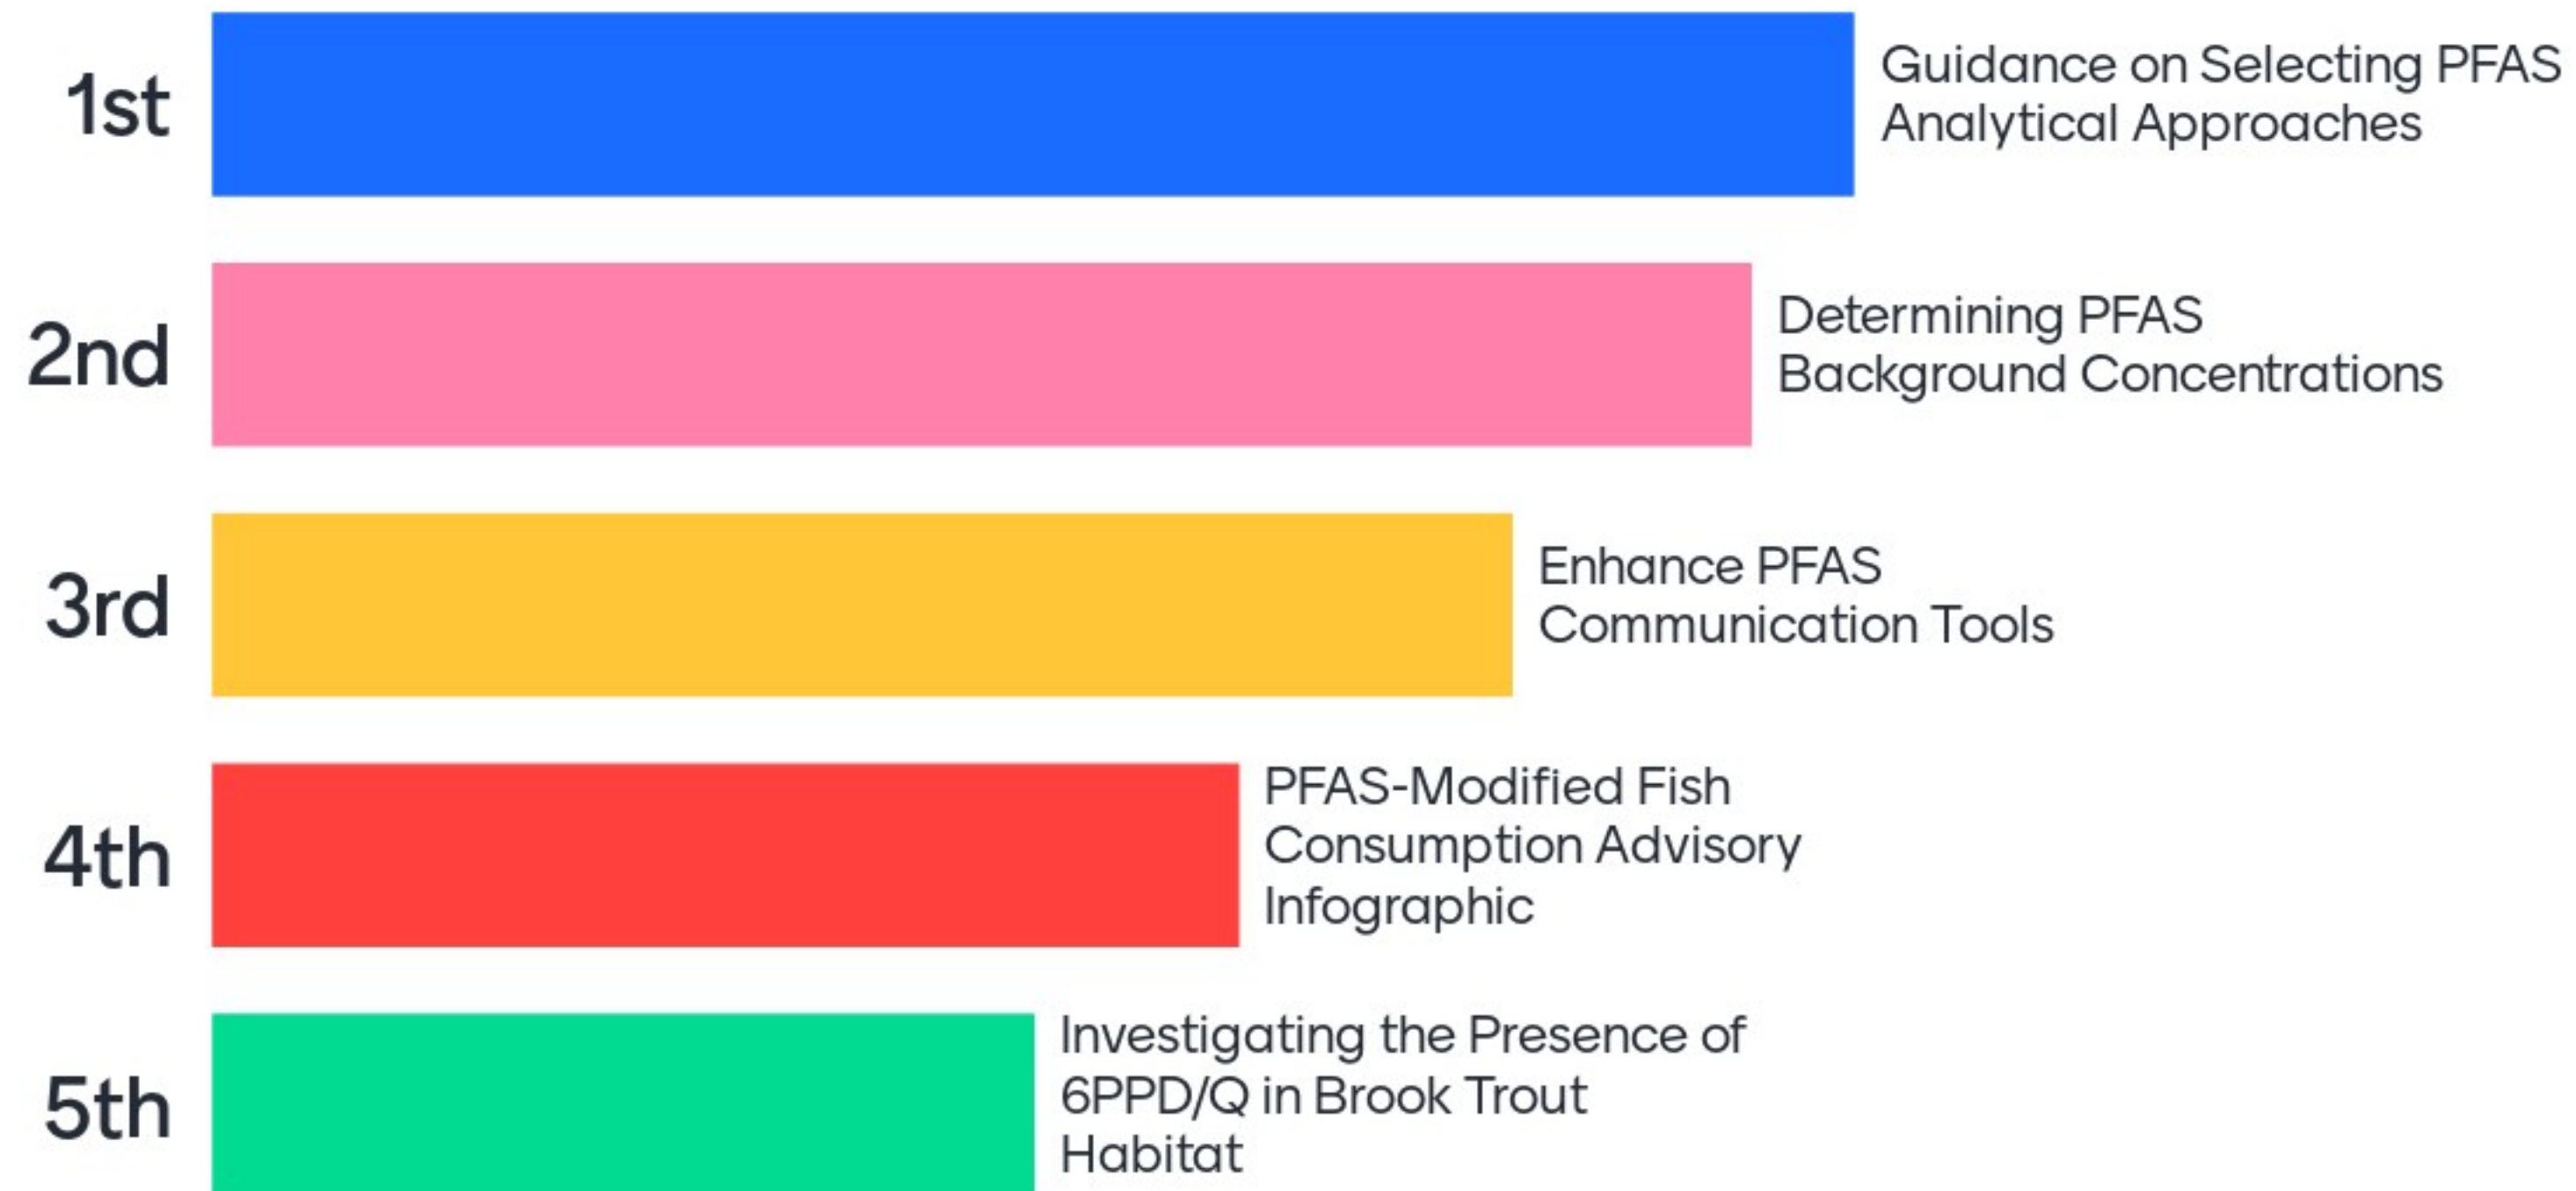 1st
Guidance on Selecting PFAS
Analytical Approaches
2nd
Determining PFAS
Background Concentrations
3rd
Enhance PFAS
Communication Tools
4th
PFAS-Modified Fish
Consumption Advisory
Infographic
5th
Investigating the Presence of
6PPD/Q in Brook Trout
Habitat